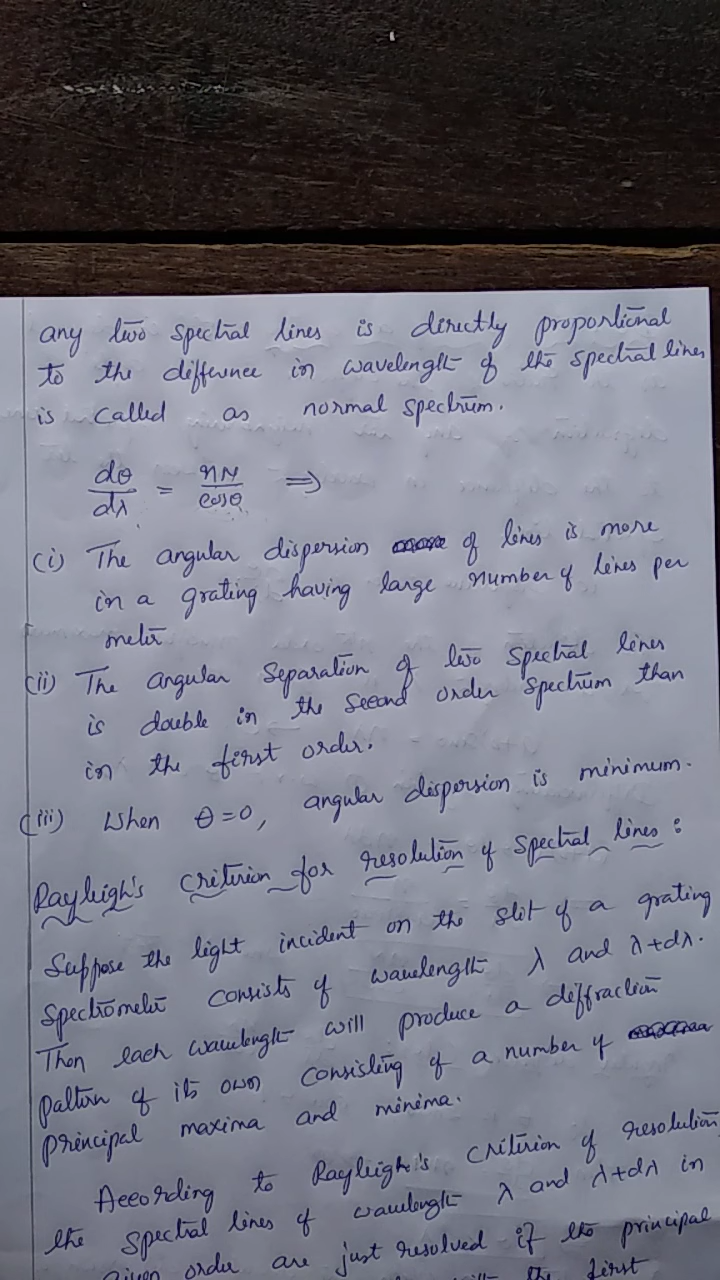 any two spectral lines is directly proportional
to the difference in wavelength of the spectral lines
is called as normal spectrum.
dθ/dλ = nN/cosθ ⇒
(i) The angular dispersion of lines is more
in a grating having large number of lines per
meter
(ii) The angular separation of two spectral lines
is double in the second order spectrum than
in the first order.
(iii) When θ=0, angular dispersion is minimum.
Rayleigh's criterion for resolution of spectral lines :
Suppose the light incident on the slit of a grating
spectrometer consists of wavelength λ and λ+dλ.
Then each wavelength will produce a diffraction
pattern of its own consisting of a number of
principal maxima and minima.
According to Rayleigh's criterion of resolution
the spectral lines of wavelength λ and λ+dλ in
given order are just resolved if the principal
the first